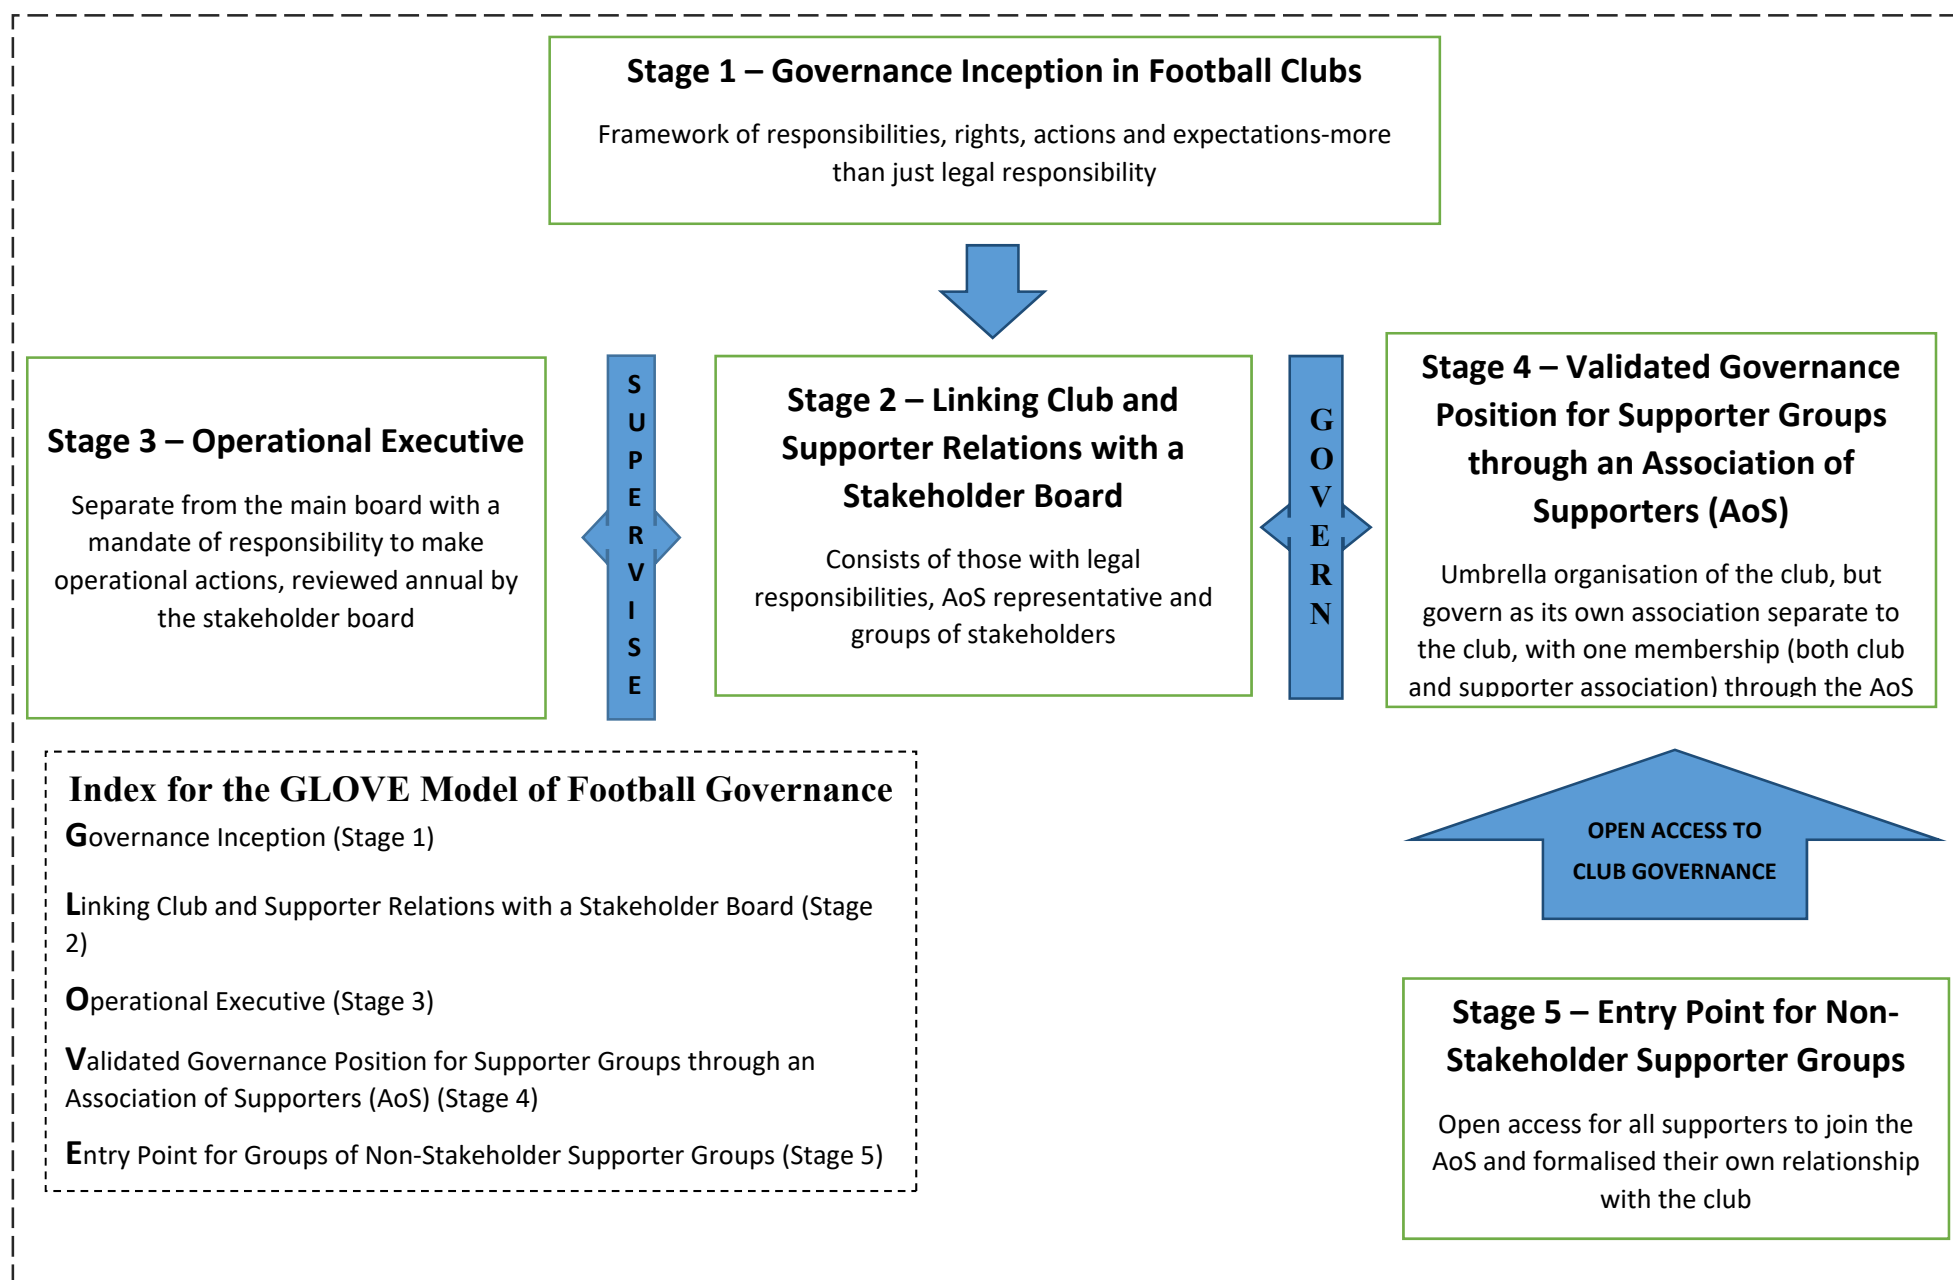 Stage 1 – Governance Inception in Football Clubs
Framework of responsibilities, rights, actions and expectations-more
than just legal responsibility
Stage 3 – Operational Executive
Separate from the main board with a
mandate of responsibility to make
operational actions, reviewed annual by
the stakeholder board
S
U
P
E
R
V
I
S
E
Stage 2 – Linking Club and
Supporter Relations with a
Stakeholder Board
Consists of those with legal
responsibilities, AoS representative and
groups of stakeholders
G
O
V
E
R
N
Stage 4 – Validated Governance
Position for Supporter Groups
through an Association of
Supporters (AoS)
Umbrella organisation of the club, but
govern as its own association separate to
the club, with one membership (both club
and supporter association) through the AoS
Index for the GLOVE Model of Football Governance
Governance Inception (Stage 1)
Linking Club and Supporter Relations with a Stakeholder Board (Stage
2)
Operational Executive (Stage 3)
Validated Governance Position for Supporter Groups through an
Association of Supporters (AoS) (Stage 4)
Entry Point for Groups of Non-Stakeholder Supporter Groups (Stage 5)
OPEN ACCESS TO
CLUB GOVERNANCE
Stage 5 – Entry Point for Non-
Stakeholder Supporter Groups
Open access for all supporters to join the
AoS and formalised their own relationship
with the club